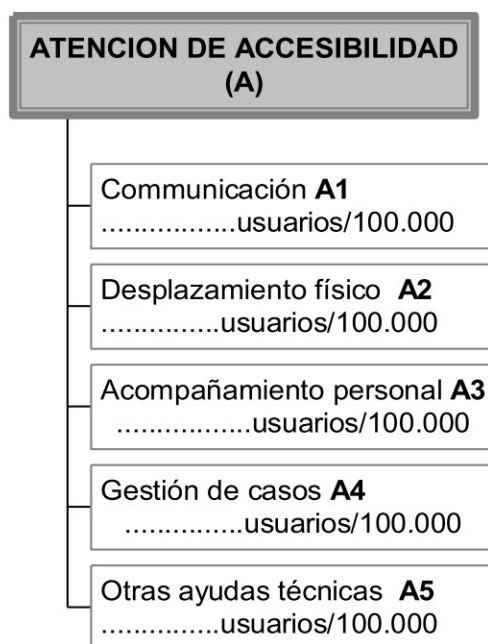 ATENCION DE ACCESIBILIDAD
(A)
Communicación A1
.................usuarios/100.000
Desplazamiento físico A2
...............usuarios/100.000
Acompañamiento personal A3
.................usuarios/100.000
Gestión de casos A4
...............usuarios/100.000
Otras ayudas técnicas A5
...............usuarios/100.000